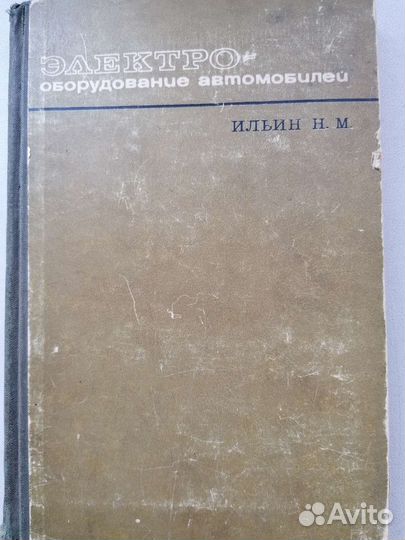 ЭЛЕКТРО-
оборудование автомобилей
ИЛЬИН Н. М.
Avito